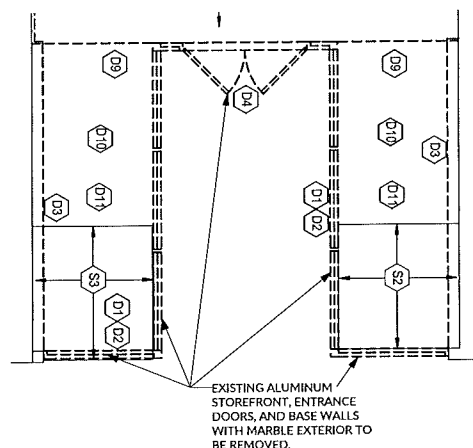 D9
D9
D4
D10
D10
D3
D11
D11
D3
D1
D2
S3
S2
D1
D2
EXISTING ALUMINUM
STOREFRONT, ENTRANCE
DOORS, AND BASE WALLS
WITH MARBLE EXTERIOR TO
BE REMOVED.